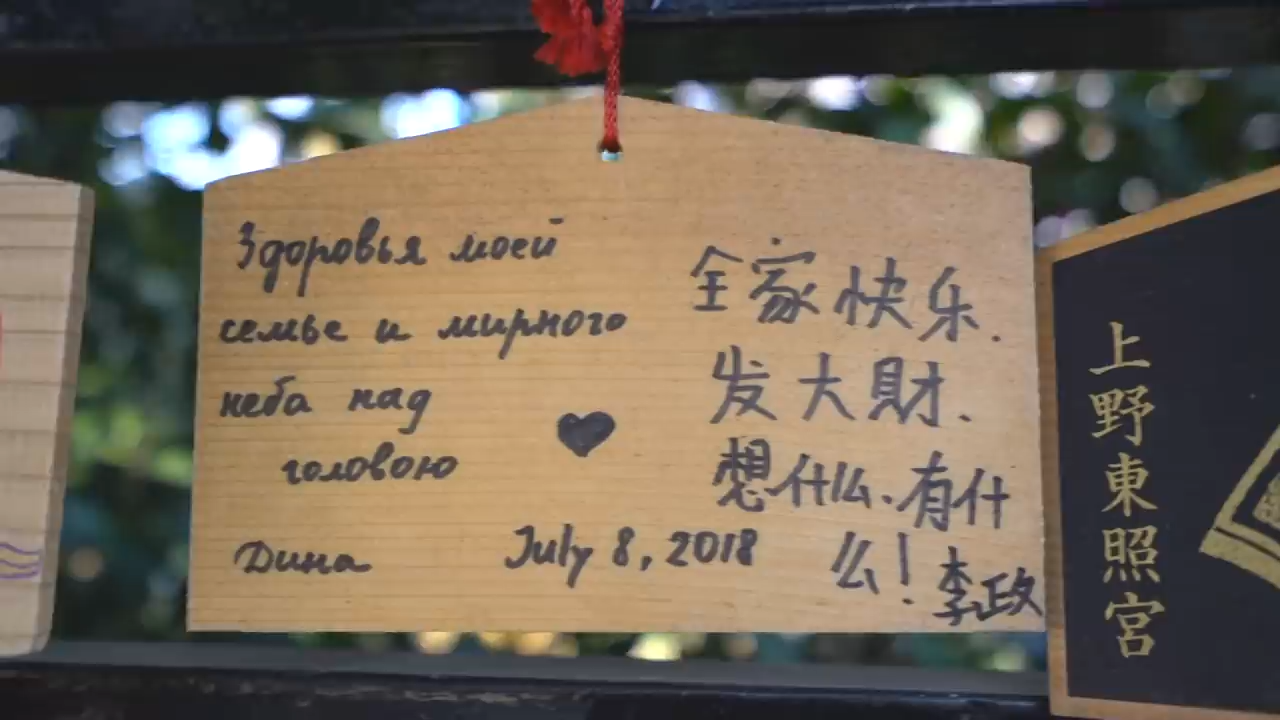 Здоровья моей
семье и мирного
неба над
головою
Дина
July 8, 2018
全家快乐.
发大财、
想什么、有什
么！李政
上野東照宮